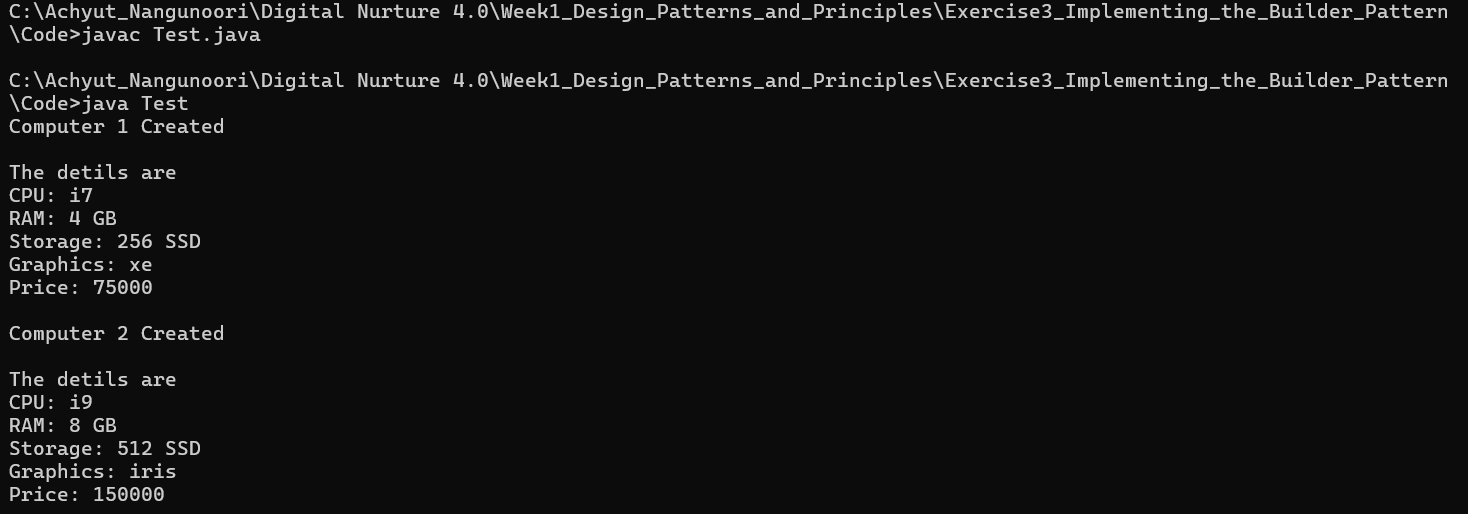 C:\Achyut_Nangunoori\Digital Nurture 4.0\Week1_Design_Patterns_and_Principles\Exercise3_Implementing_the_Builder_Pattern
\Code>javac Test.java
C:\Achyut_Nangunoori\Digital Nurture 4.0\Week1_Design_Patterns_and_Principles\Exercise3_Implementing_the_Builder_Pattern
\Code>java Test
Computer 1 Created
The detils are
CPU: i7
RAM: 4 GB
Storage: 256 SSD
Graphics: xe
Price: 75000
Computer 2 Created
The detils are
CPU: i9
RAM: 8 GB
Storage: 512 SSD
Graphics: iris
Price: 150000